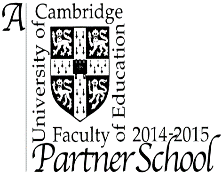 A
University of Cambridge
Faculty of Education 2014-2015
Partner School